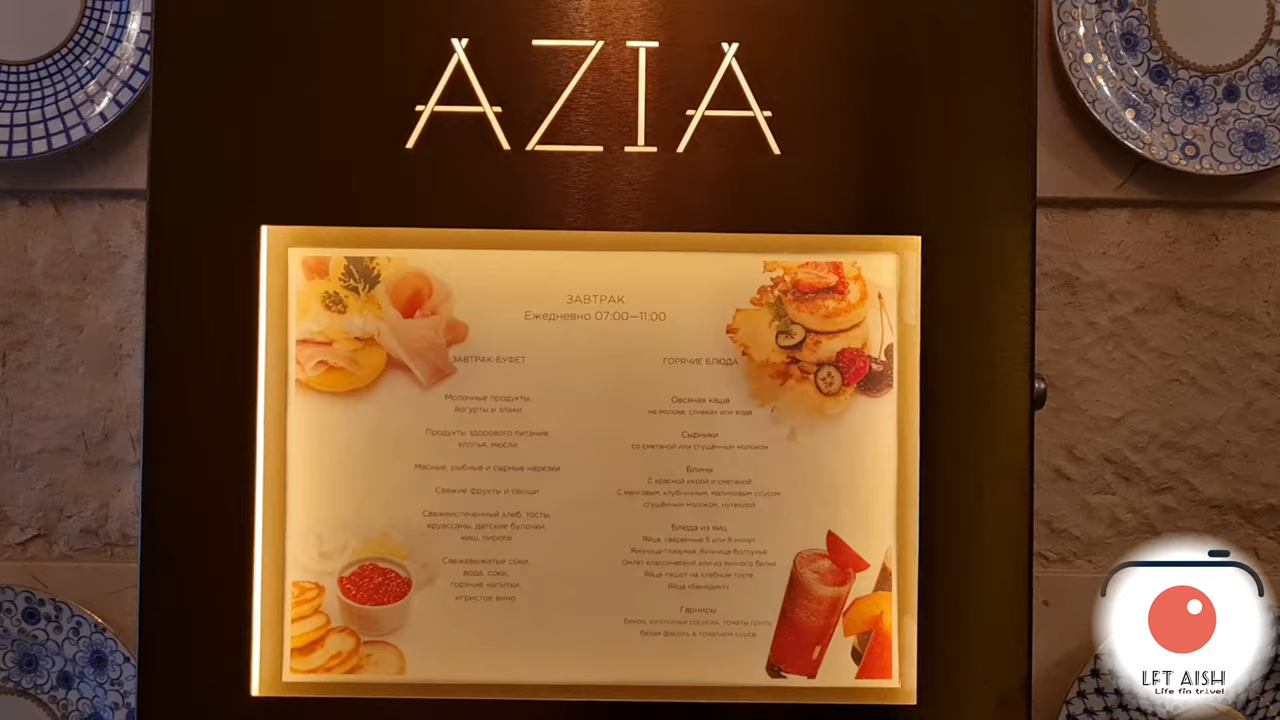 AZIA
ЗАВТРАК
Ежедневно 07:00—11:00
ЗАВТРАК-БУФЕТ
Молочные продукты,
йогурты и злаки
Продукты здорового питания:
хлопья, мюсли
Мясные, рыбные и сырные нарезки
Свежие фрукты и овощи
Свежеиспеченный хлеб, тосты,
круассаны, датские булочки
киш, пироги
Свежевыжатые соки,
вода, соки,
горячие напитки,
игристое вино
ГОРЯЧИЕ БЛЮДА
Овсяная каша
на молоке, сливках или воде
Сырники
со сметаной или сгущённым молоком
Блины
С красной икрой и сметаной
С манговым, клубничным, малиновым соусом,
сгущённым молоком, нутеллой
Блюда из яиц
Яйца, сваренные 5 или 8 минут
Яичница-глазунья, Яичница-болтунья
Омлет классический или из яичного белка
Яйца-пашот на хлебном тосте
Яйца «Бенедикт»
Гарниры
Бекон, охотничьи сосиски, томаты гриль,
белая фасоль в томатном соусе
LFT AISH
Life fin trivel